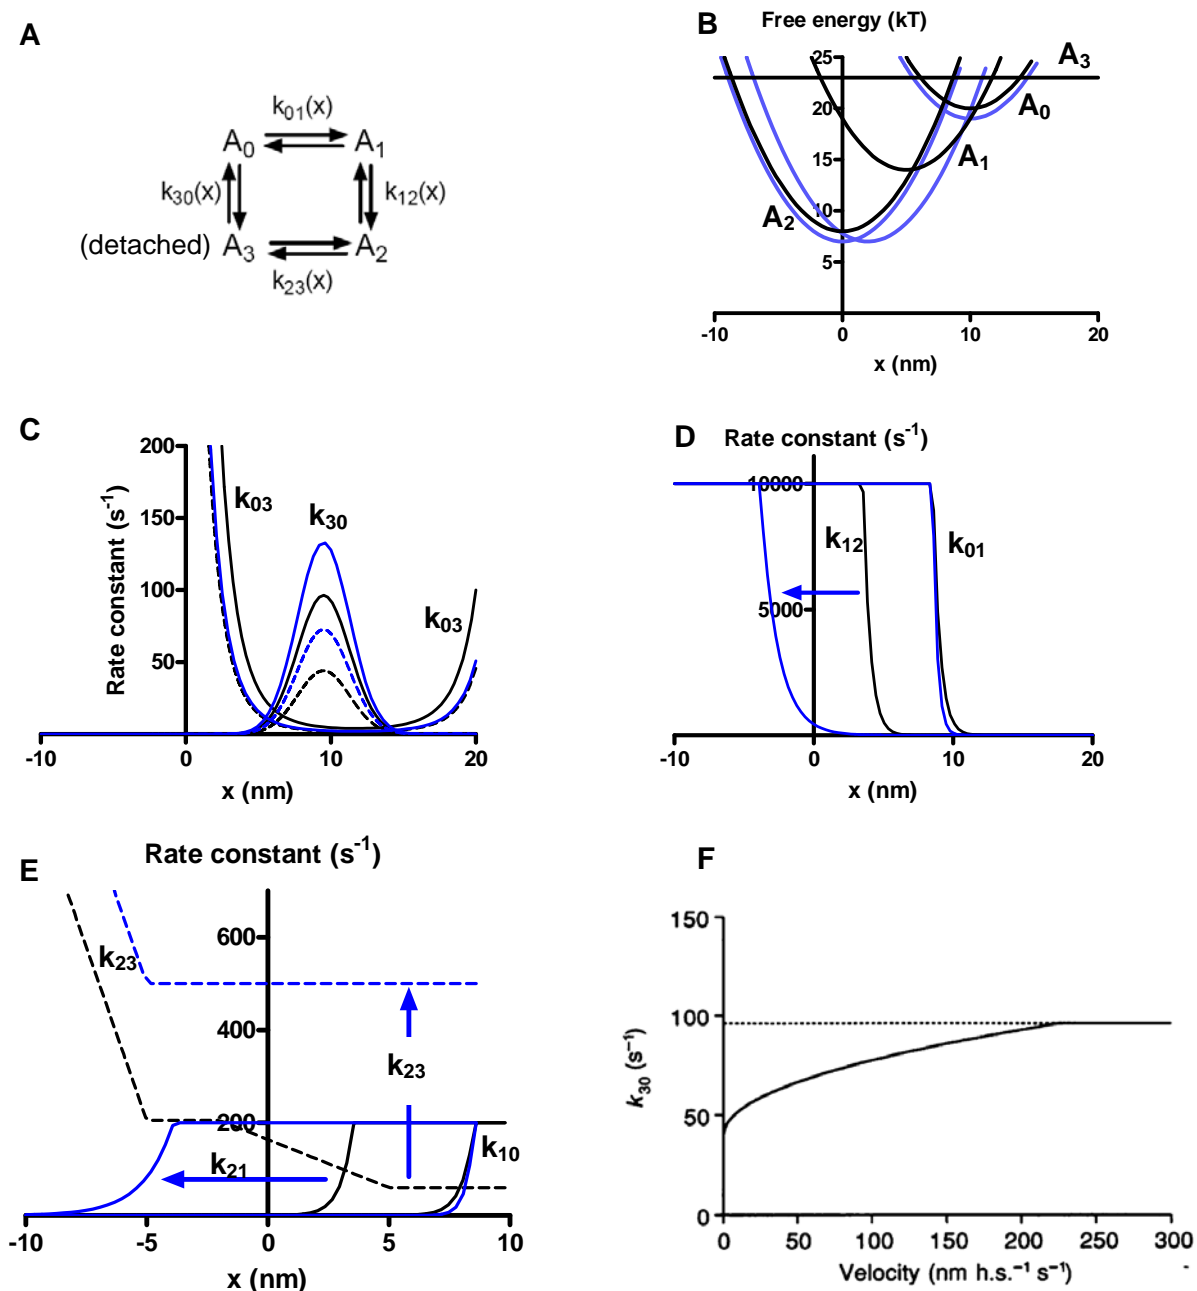 A
k01(x)
A0 A1
k30(x) k12(x)
(detached) A3 A2
k23(x)
B Free energy (kT)
25
20
15
10
5
A3
A0
A1
A2
-10 0 10 20
x (nm)
C
Rate constant (s-1)
200
150
100
50
k03
k30
k03
-10 0 10 20
x (nm)
D Rate constant (s-1)
10000
5000
k12
k01
-10 0 10 20
x (nm)
E
Rate constant (s-1)
600
400
200
k23
k23
k21
k10
-10 -5 0 5 10
x (nm)
F
k30 (s−1)
150
100
50
0
0 50 100 150 200 250 300
Velocity (nm h.s.−1 s−1)